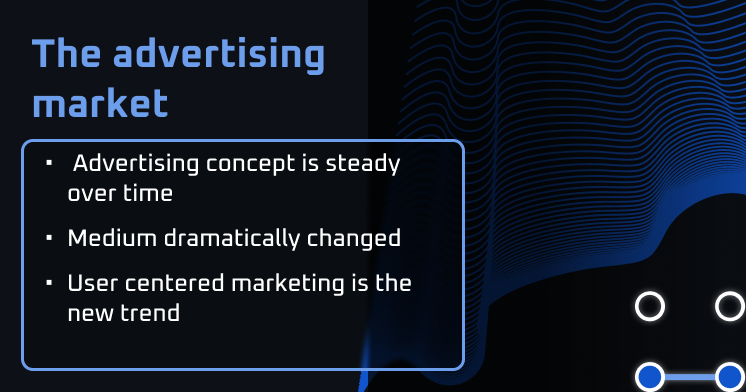 The advertising
market
▪ Advertising concept is steady
over time
▪ Medium dramatically changed
▪ User centered marketing is the
new trend